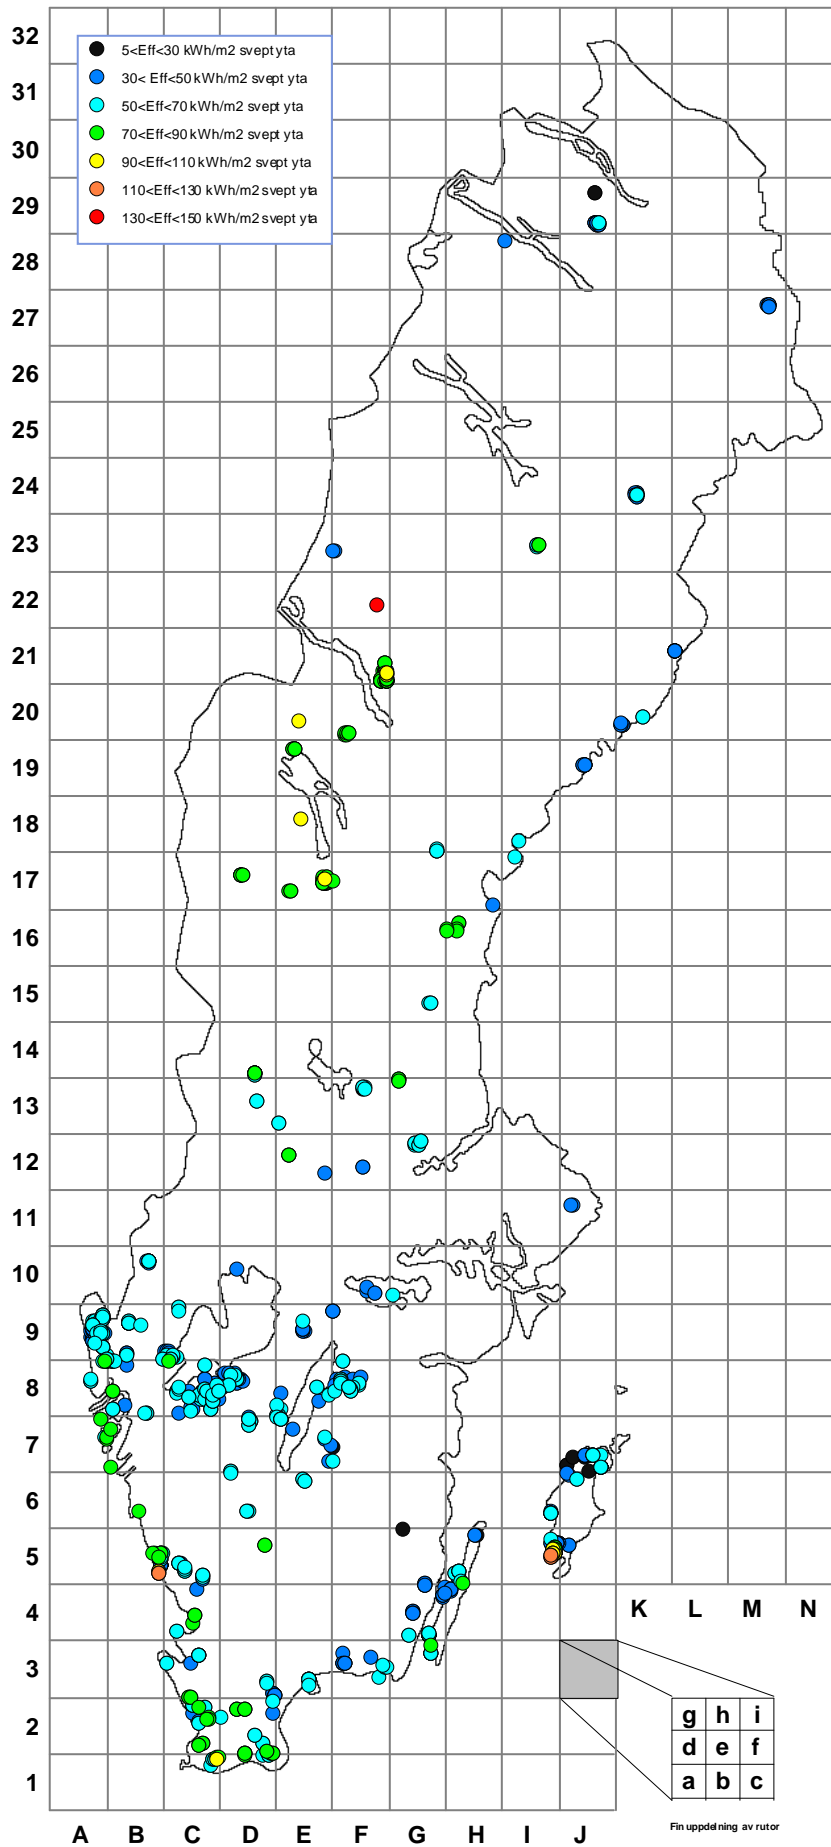 32
5<Eff<30 kWh/m2 svept yta
30< Eff<50 kWh/m2 svept yta
50<Eff<70 kWh/m2 svept yta
70<Eff<90 kWh/m2 svept yta
90<Eff<110 kWh/m2 svept yta
110<Eff<130 kWh/m2 svept yta
130<Eff<150 kWh/m2 svept yta
31
30
29
28
27
26
25
24
23
22
21
20
19
18
17
16
15
14
13
12
11
10
9
8
7
6
5
4
K L M N
3
g h i
d e f
a b c
2
1
Fin uppdelning av rutor
A B C D E F G H I J